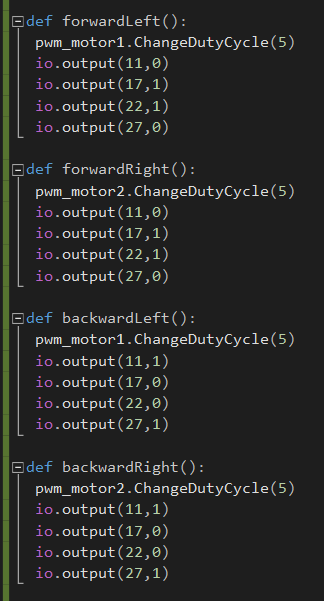 def forwardLeft():
pwm_motor1.ChangeDutyCycle(5)
io.output(11,0)
io.output(17,1)
io.output(22,1)
io.output(27,0)
def forwardRight():
pwm_motor2.ChangeDutyCycle(5)
io.output(11,0)
io.output(17,1)
io.output(22,1)
io.output(27,0)
def backwardLeft():
pwm_motor1.ChangeDutyCycle(5)
io.output(11,1)
io.output(17,0)
io.output(22,0)
io.output(27,1)
def backwardRight():
pwm_motor2.ChangeDutyCycle(5)
io.output(11,1)
io.output(17,0)
io.output(22,0)
io.output(27,1)